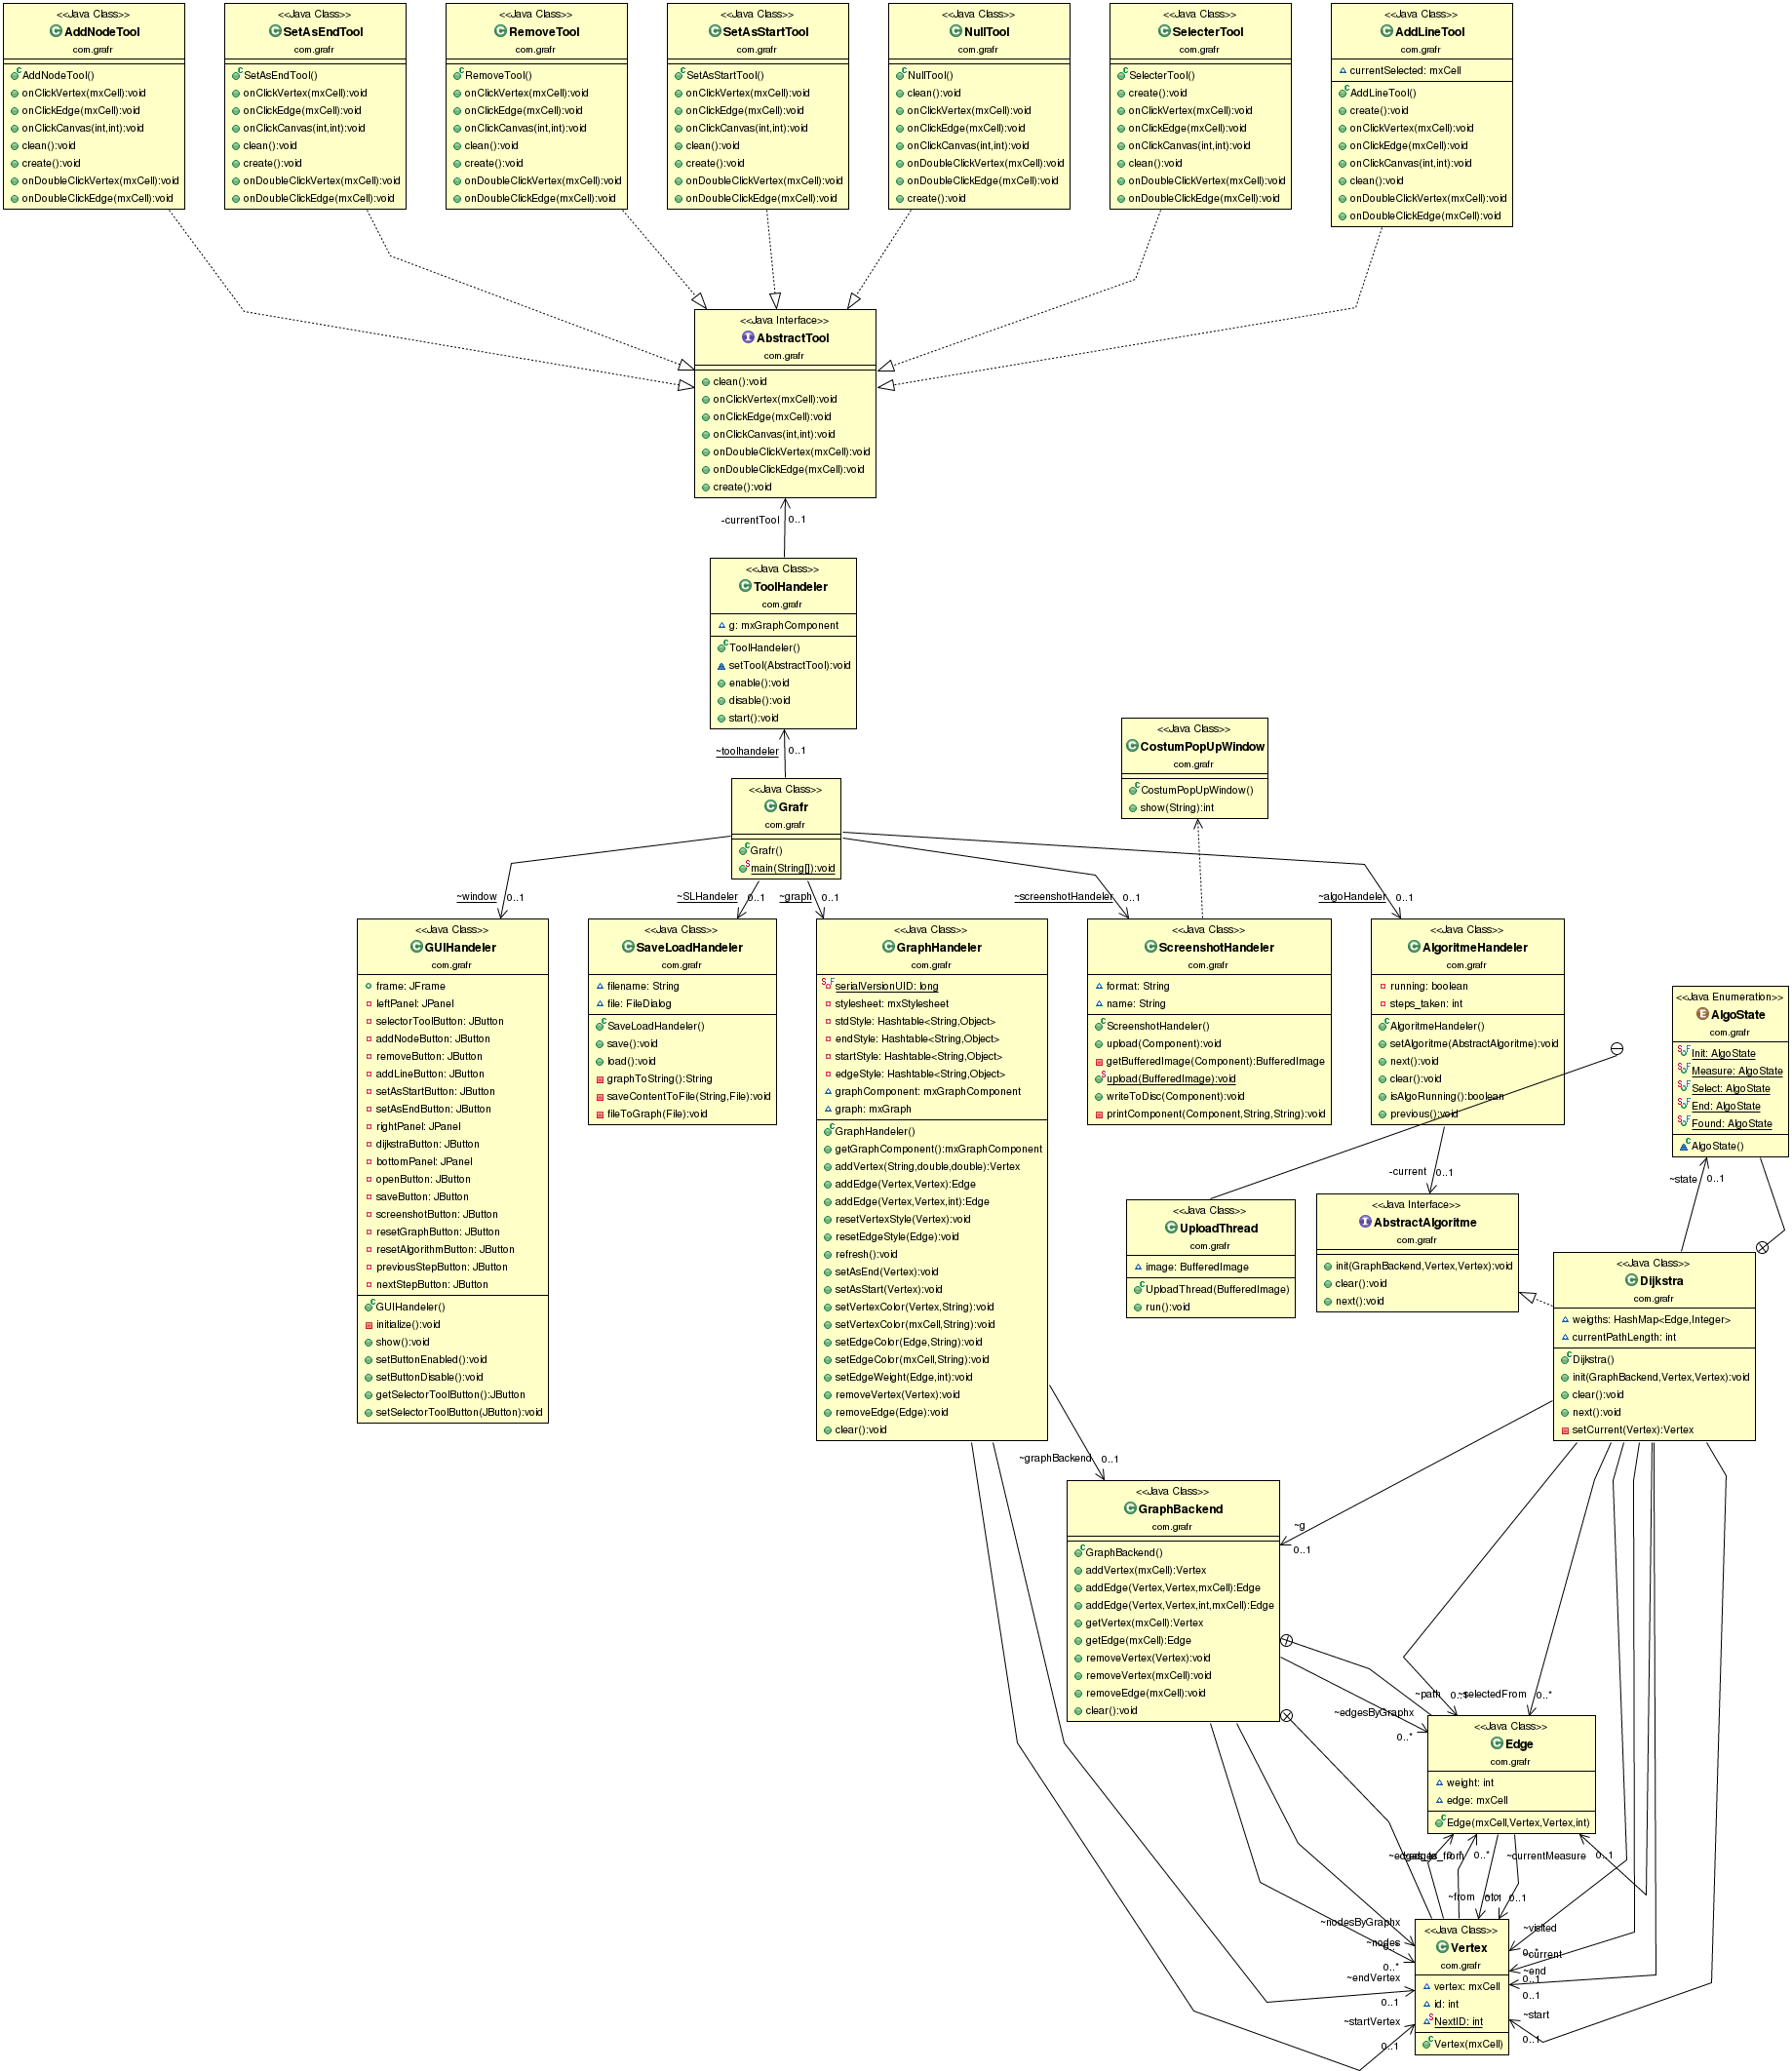 <<Java Class>>
AddNodeTool
com.grafr
AddNodeTool()
onClickVertex(mxCell):void
onClickEdge(mxCell):void
onClickCanvas(int,int):void
clean():void
create():void
onDoubleClickVertex(mxCell):void
onDoubleClickEdge(mxCell):void
<<Java Class>>
SetAsEndTool
com.grafr
SetAsEndTool()
onClickVertex(mxCell):void
onClickEdge(mxCell):void
onClickCanvas(int,int):void
clean():void
create():void
onDoubleClickVertex(mxCell):void
onDoubleClickEdge(mxCell):void
<<Java Class>>
RemoveTool
com.grafr
RemoveTool()
onClickVertex(mxCell):void
onClickEdge(mxCell):void
onClickCanvas(int,int):void
clean():void
create():void
onDoubleClickVertex(mxCell):void
onDoubleClickEdge(mxCell):void
<<Java Class>>
SetAsStartTool
com.grafr
SetAsStartTool()
onClickVertex(mxCell):void
onClickEdge(mxCell):void
onClickCanvas(int,int):void
clean():void
create():void
onDoubleClickVertex(mxCell):void
onDoubleClickEdge(mxCell):void
<<Java Class>>
NullTool
com.grafr
NullTool()
clean():void
onClickVertex(mxCell):void
onClickEdge(mxCell):void
onClickCanvas(int,int):void
onDoubleClickVertex(mxCell):void
onDoubleClickEdge(mxCell):void
create():void
<<Java Class>>
SelecterTool
com.grafr
SelecterTool()
create():void
onClickVertex(mxCell):void
onClickEdge(mxCell):void
onClickCanvas(int,int):void
clean():void
onDoubleClickVertex(mxCell):void
onDoubleClickEdge(mxCell):void
<<Java Class>>
AddLineTool
com.grafr
currentSelected: mxCell
AddLineTool()
create():void
onClickVertex(mxCell):void
onClickEdge(mxCell):void
onClickCanvas(int,int):void
clean():void
onDoubleClickVertex(mxCell):void
onDoubleClickEdge(mxCell):void
<<Java Interface>>
AbstractTool
com.grafr
clean():void
onClickVertex(mxCell):void
onClickEdge(mxCell):void
onClickCanvas(int,int):void
onDoubleClickVertex(mxCell):void
onDoubleClickEdge(mxCell):void
create():void
-currentTool 0..1
<<Java Class>>
ToolHandeler
com.grafr
g: mxGraphComponent
ToolHandeler()
setTool(AbstractTool):void
enable():void
disable():void
start():void
~toolhandeler 0..1
<<Java Class>>
CostumPopUpWindow
com.grafr
CostumPopUpWindow()
show(String):int
<<Java Class>>
Grafr
com.grafr
Grafr()
main(String[]):void
~window 0..1
~SLHandeler 0..1
~graph 0..1
~screenshotHandeler 0..1
~algoHandeler 0..1
<<Java Class>>
GUIHandeler
com.grafr
frame: JFrame
leftPanel: JPanel
selectorToolButton: JButton
addNodeButton: JButton
removeButton: JButton
addLineButton: JButton
setAsStartButton: JButton
setAsEndButton: JButton
rightPanel: JPanel
dijkstraButton: JButton
bottomPanel: JPanel
openButton: JButton
saveButton: JButton
screenshotButton: JButton
resetGraphButton: JButton
resetAlgorithmButton: JButton
previousStepButton: JButton
nextStepButton: JButton
GUIHandeler()
initialize():void
show():void
setButtonEnabled():void
setButtonDisable():void
getSelectorToolButton():JButton
setSelectorToolButton(JButton):void
<<Java Class>>
SaveLoadHandeler
com.grafr
filename: String
file: FileDialog
SaveLoadHandeler()
save():void
load():void
graphToString():String
saveContentToFile(String,File):void
fileToGraph(File):void
<<Java Class>>
GraphHandeler
com.grafr
serialVersionUID: long
stylesheet: mxStylesheet
stdStyle: Hashtable<String,Object>
endStyle: Hashtable<String,Object>
startStyle: Hashtable<String,Object>
edgeStyle: Hashtable<String,Object>
graphComponent: mxGraphComponent
graph: mxGraph
GraphHandeler()
getGraphComponent():mxGraphComponent
addVertex(String,double,double):Vertex
addEdge(Vertex,Vertex):Edge
addEdge(Vertex,Vertex,int):Edge
resetVertexStyle(Vertex):void
resetEdgeStyle(Edge):void
refresh():void
setAsEnd(Vertex):void
setAsStart(Vertex):void
setVertexColor(Vertex,String):void
setVertexColor(mxCell,String):void
setEdgeColor(Edge,String):void
setEdgeColor(mxCell,String):void
setEdgeWeight(Edge,int):void
removeVertex(Vertex):void
removeEdge(Edge):void
clear():void
<<Java Class>>
ScreenshotHandeler
com.grafr
format: String
name: String
ScreenshotHandeler()
upload(Component):void
getBufferedImage(Component):BufferedImage
upload(BufferedImage):void
writeToDisc(Component):void
printComponent(Component,String,String):void
<<Java Class>>
AlgoritmeHandeler
com.grafr
running: boolean
steps_taken: int
AlgoritmeHandeler()
setAlgoritme(AbstractAlgoritme):void
next():void
clear():void
isAlgoRunning():boolean
previous():void
<<Java Enumeration>>
AlgoState
com.grafr
Init: AlgoState
Measure: AlgoState
Select: AlgoState
End: AlgoState
Found: AlgoState
AlgoState()
-current 0..1
~state 0..1
<<Java Class>>
UploadThread
com.grafr
image: BufferedImage
UploadThread(BufferedImage)
run():void
<<Java Interface>>
AbstractAlgoritme
com.grafr
init(GraphBackend,Vertex,Vertex):void
clear():void
next():void
<<Java Class>>
Dijkstra
com.grafr
weigths: HashMap<Edge,Integer>
currentPathLength: int
Dijkstra()
init(GraphBackend,Vertex,Vertex):void
clear():void
next():void
setCurrent(Vertex):Vertex
~graphBackend 0..1
<<Java Class>>
GraphBackend
com.grafr
GraphBackend()
addVertex(mxCell):Vertex
addEdge(Vertex,Vertex,mxCell):Edge
addEdge(Vertex,Vertex,int,mxCell):Edge
getVertex(mxCell):Vertex
getEdge(mxCell):Edge
removeVertex(Vertex):void
removeVertex(mxCell):void
removeEdge(mxCell):void
clear():void
~g
0..1
~path
~selectedFrom 0..*
~edgesByGraphx
0..*
<<Java Class>>
Edge
com.grafr
weight: int
edge: mxCell
Edge(mxCell,Vertex,Vertex,int)
0..*
~currentMeasure 0..1
~from
0..1
~nodesByGraphx
~nodes
0..*
~endVertex
0..1
~startVertex
0..1
~visited
~current
~end
0..1
0..1
~start
0..1
<<Java Class>>
Vertex
com.grafr
vertex: mxCell
id: int
NextID: int
Vertex(mxCell)